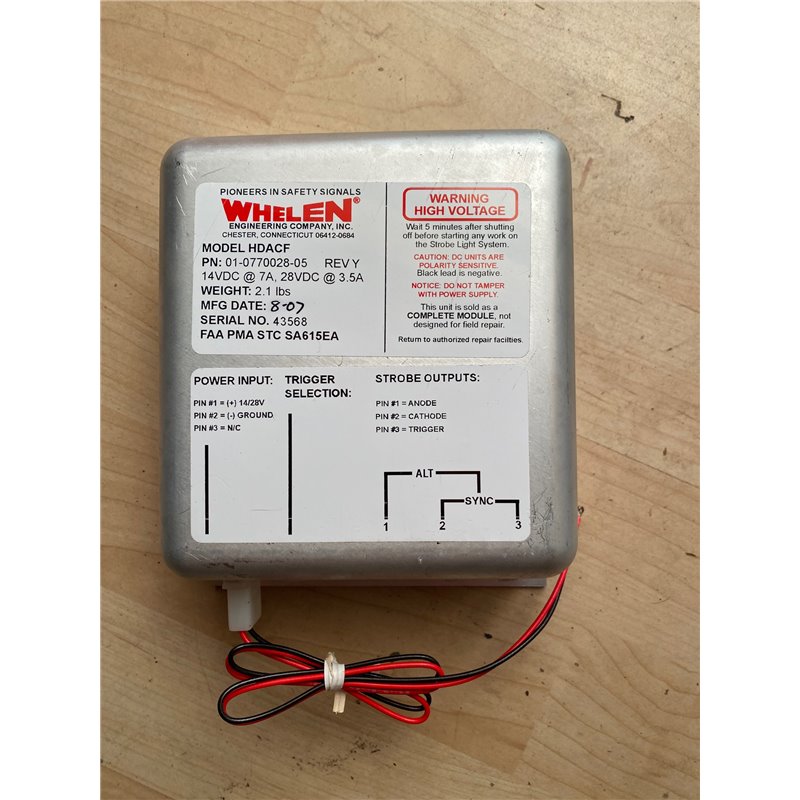 PIONEERS IN SAFETY SIGNALS
WHELEN®
ENGINEERING COMPANY, INC.
CHESTER, CONNECTICUT 06412-0684
MODEL HDACF
PN: 01-0770028-05 REV Y
14VDC @ 7A, 28VDC @ 3.5A
WEIGHT: 2.1 lbs
MFG DATE: 8-07
SERIAL NO. 43568
FAA PMA STC SA615EA
WARNING
HIGH VOLTAGE
Wait 5 minutes after shutting
off before starting any work on
the Strobe Light System.
CAUTION: DC UNITS ARE
POLARITY SENSITIVE.
Black lead is negative.
NOTICE: DO NOT TAMPER
WITH POWER SUPPLY.
This unit is sold as a
COMPLETE MODULE, not
designed for field repair.
Return to authorized repair facilties.
POWER INPUT:
PIN #1 = (+) 14/28V
PIN #2 = (-) GROUND
PIN #3 = N/C
TRIGGER
SELECTION:
STROBE OUTPUTS:
PIN #1 = ANODE
PIN #2 = CATHODE
PIN #3 = TRIGGER
ALT
SYNC
1 2 3